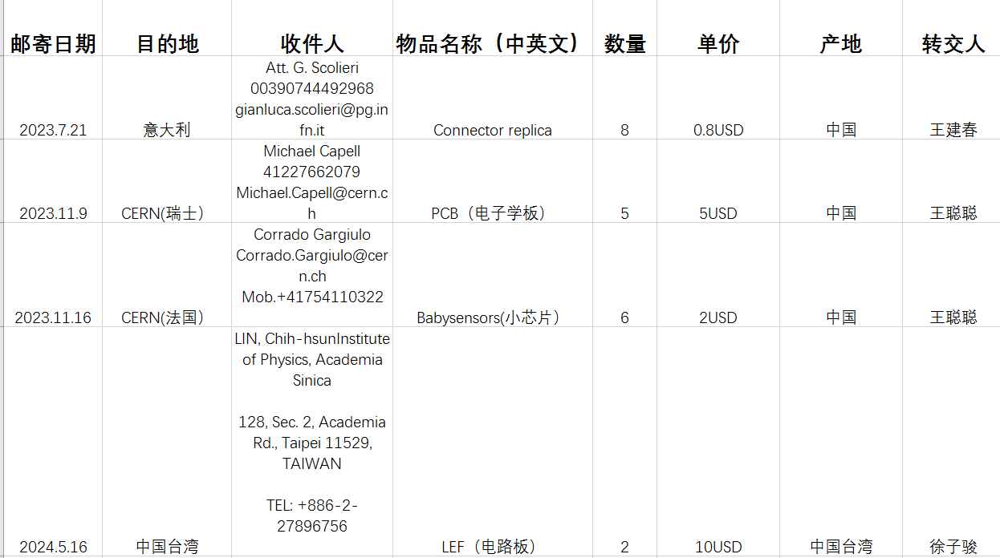 邮寄日期 目的地 收件人 物品名称（中英文） 数量 单价 产地 转交人
Att. G. Scolieri
00390744492968
gianluca.scolieri@pg.in
2023.7.21 意大利 fn.it Connector replica 8 0.8USD 中国 王建春
Michael Capell
41227662079
Michael.Capell@cern.c
2023.11.9 CERN(瑞士） h PCB（电子学板） 5 5USD 中国 王聪聪
Corrado Gargiulo
Corrado.Gargiulo@cer
n.ch
Mob.+41754110322
2023.11.16 CERN(法国） Babysensors(小芯片） 6 2USD 中国 王聪聪
LIN, Chih-hsunInstitute
of Physics, Academia
Sinica
128, Sec. 2, Academia
Rd., Taipei 11529,
TAIWAN
TEL: +886-2-
27896756
2024.5.16 中国台湾 LEF（电路板） 2 10USD 中国台湾 徐子骏